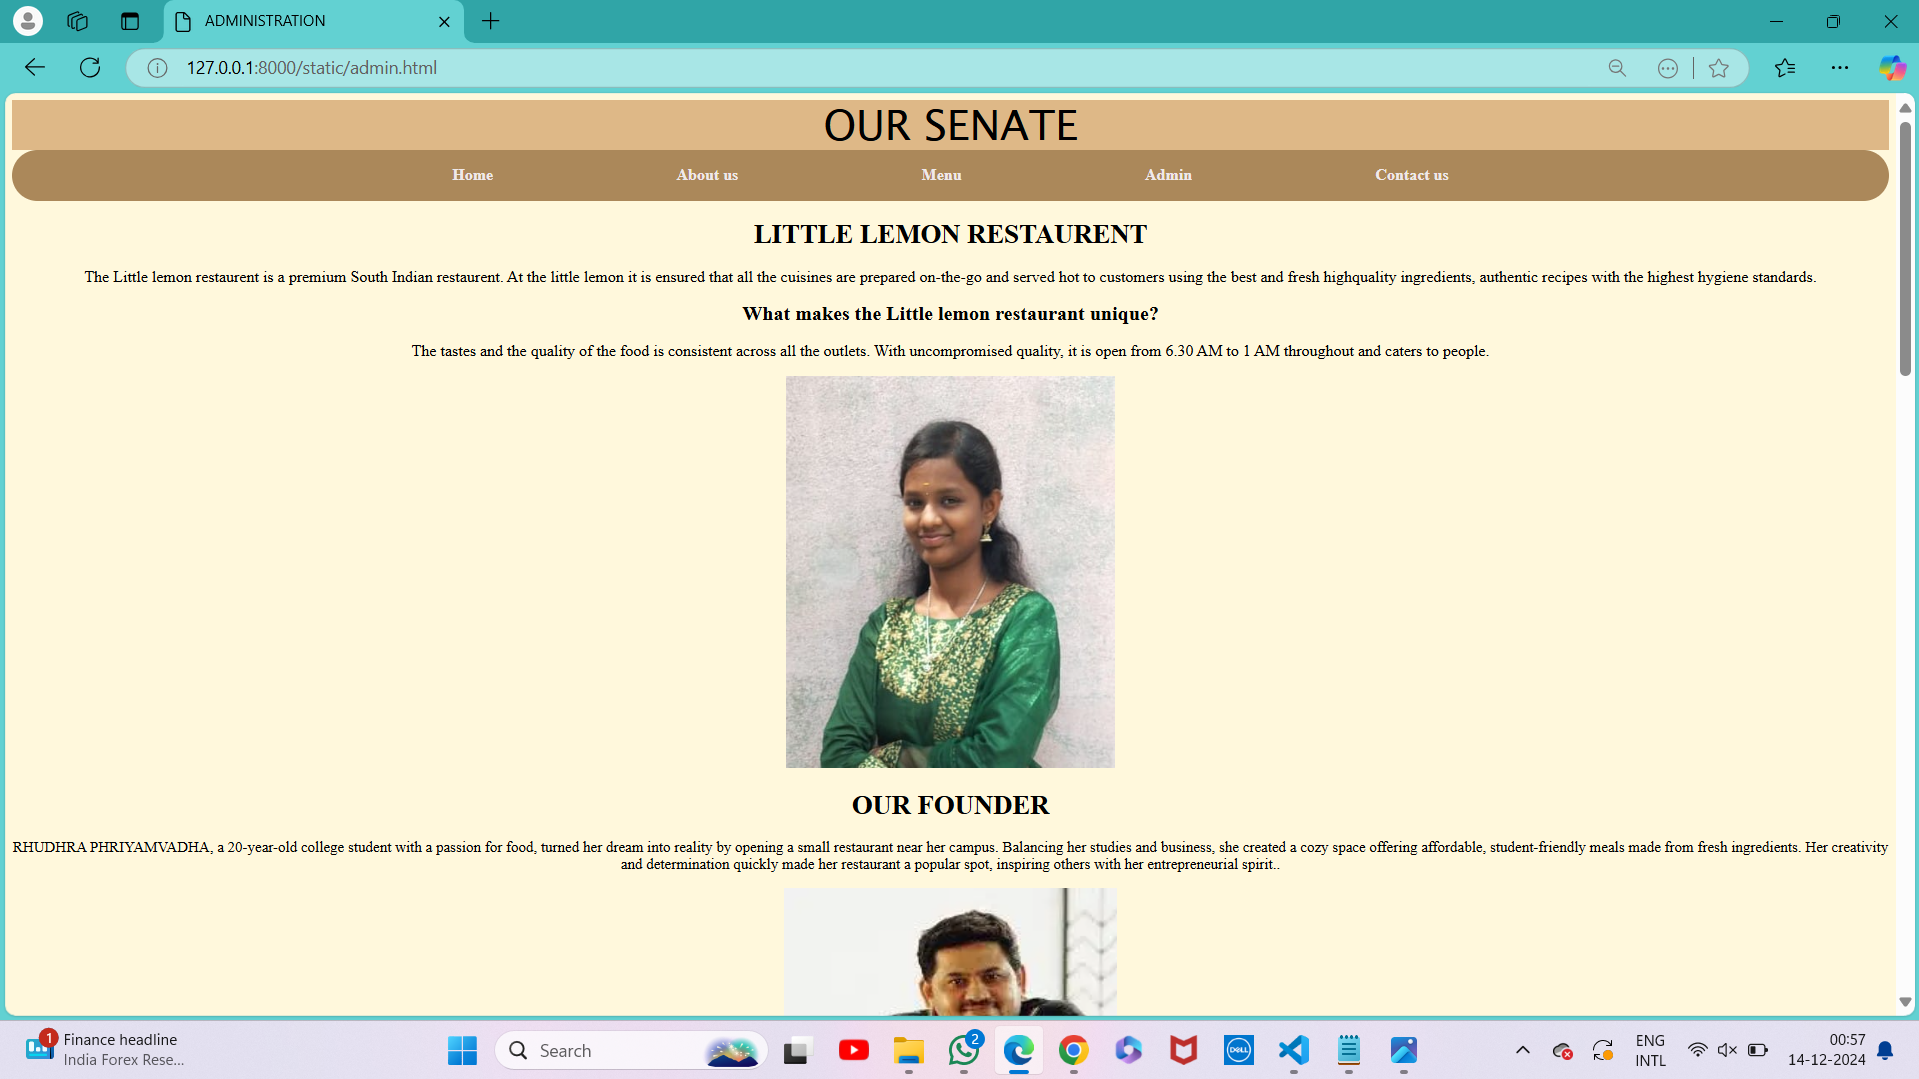 ADMINISTRATION
127.0.0.1:8000/static/admin.html
OUR SENATE
Home About us Menu Admin Contact us
LITTLE LEMON RESTAURENT
The Little lemon restaurent is a premium South Indian restaurent. At the little lemon it is ensured that all the cuisines are prepared on-the-go and served hot to customers using the best and fresh highquality ingredients, authentic recipes with the highest hygiene standards.
What makes the Little lemon restaurant unique?
The tastes and the quality of the food is consistent across all the outlets. With uncompromised quality, it is open from 6.30 AM to 1 AM throughout and caters to people.
OUR FOUNDER
RHUDHRA PHRIYAMVADHA, a 20-year-old college student with a passion for food, turned her dream into reality by opening a small restaurant near her campus. Balancing her studies and business, she created a cozy space offering affordable, student-friendly meals made from fresh ingredients. Her creativity
and determination quickly made her restaurant a popular spot, inspiring others with her entrepreneurial spirit..
1
Finance headline
India Forex Rese...
Search
2
DELL
ENG
INTL
00:57
14-12-2024